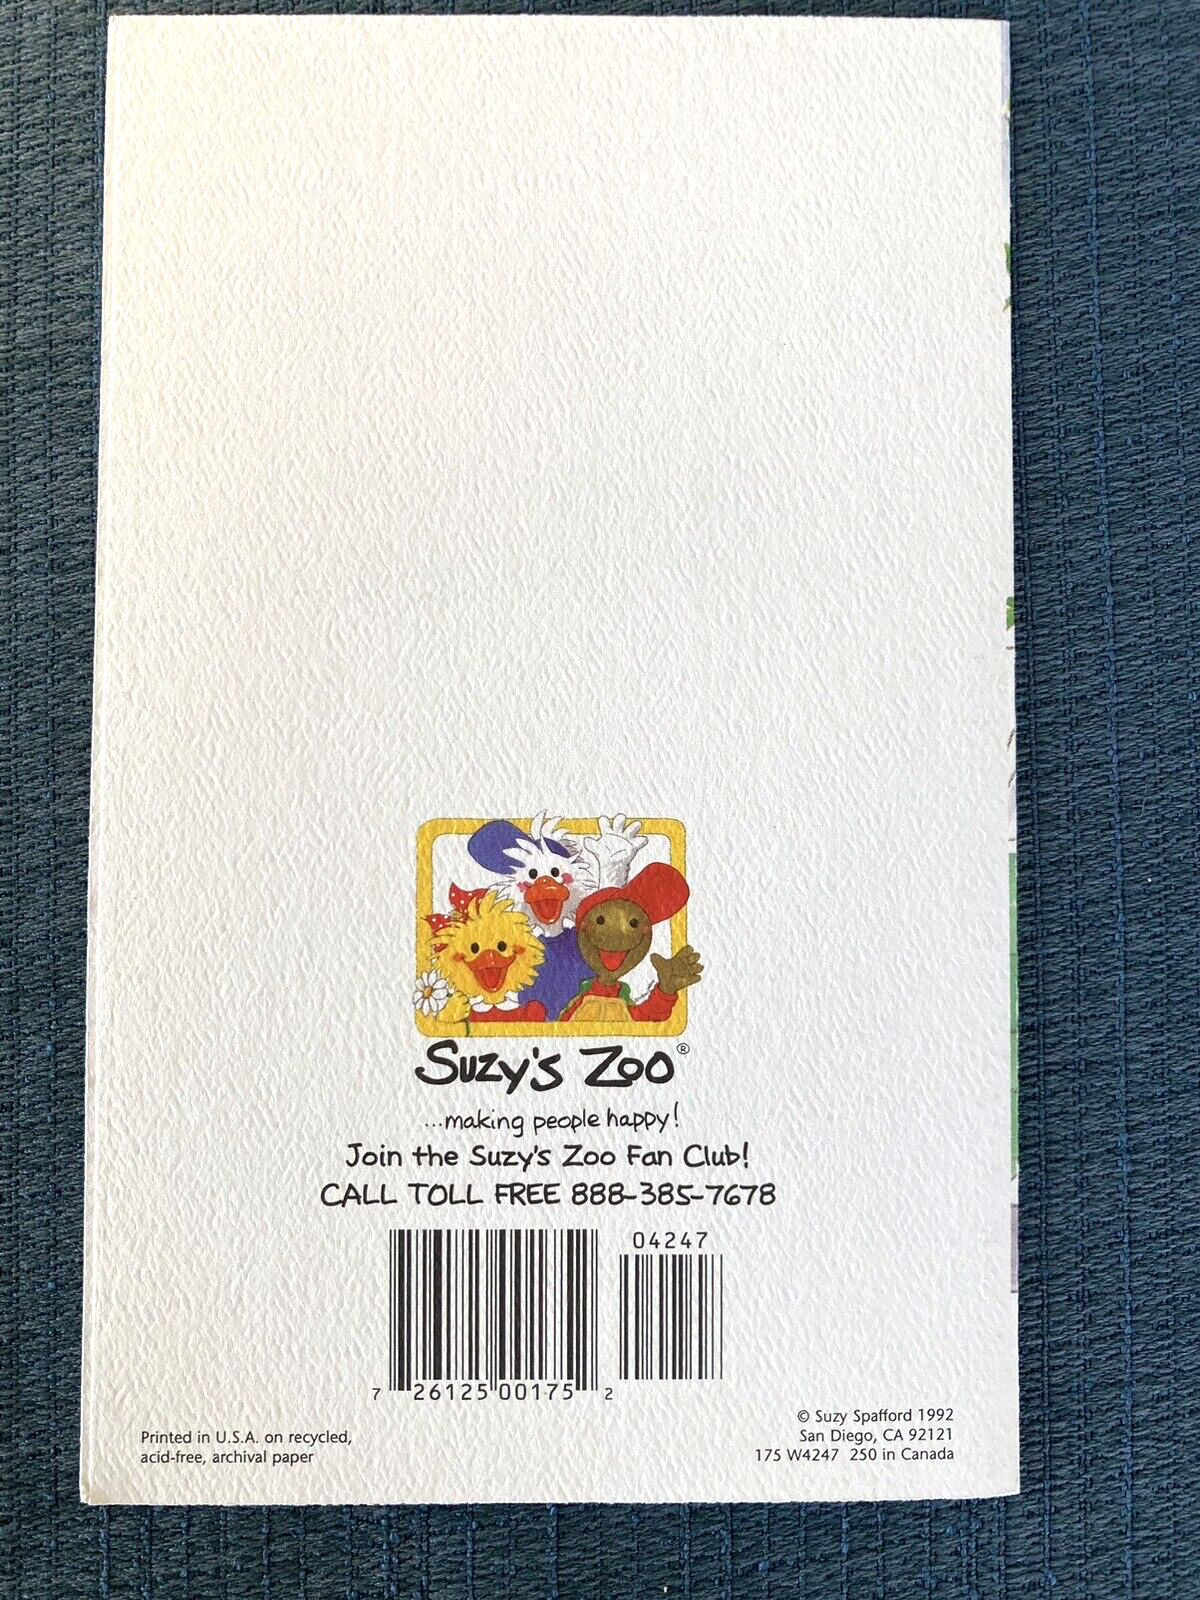 Suzy's Zoo®
...making people happy!
Join the Suzy's Zoo Fan Club!
CALL TOLL FREE 888-385-7678
04247
7 26125 00175 2
Printed in U.S.A. on recycled,
acid-free, archival paper
© Suzy Spafford 1992
San Diego, CA 92121
175 W4247 250 in Canada